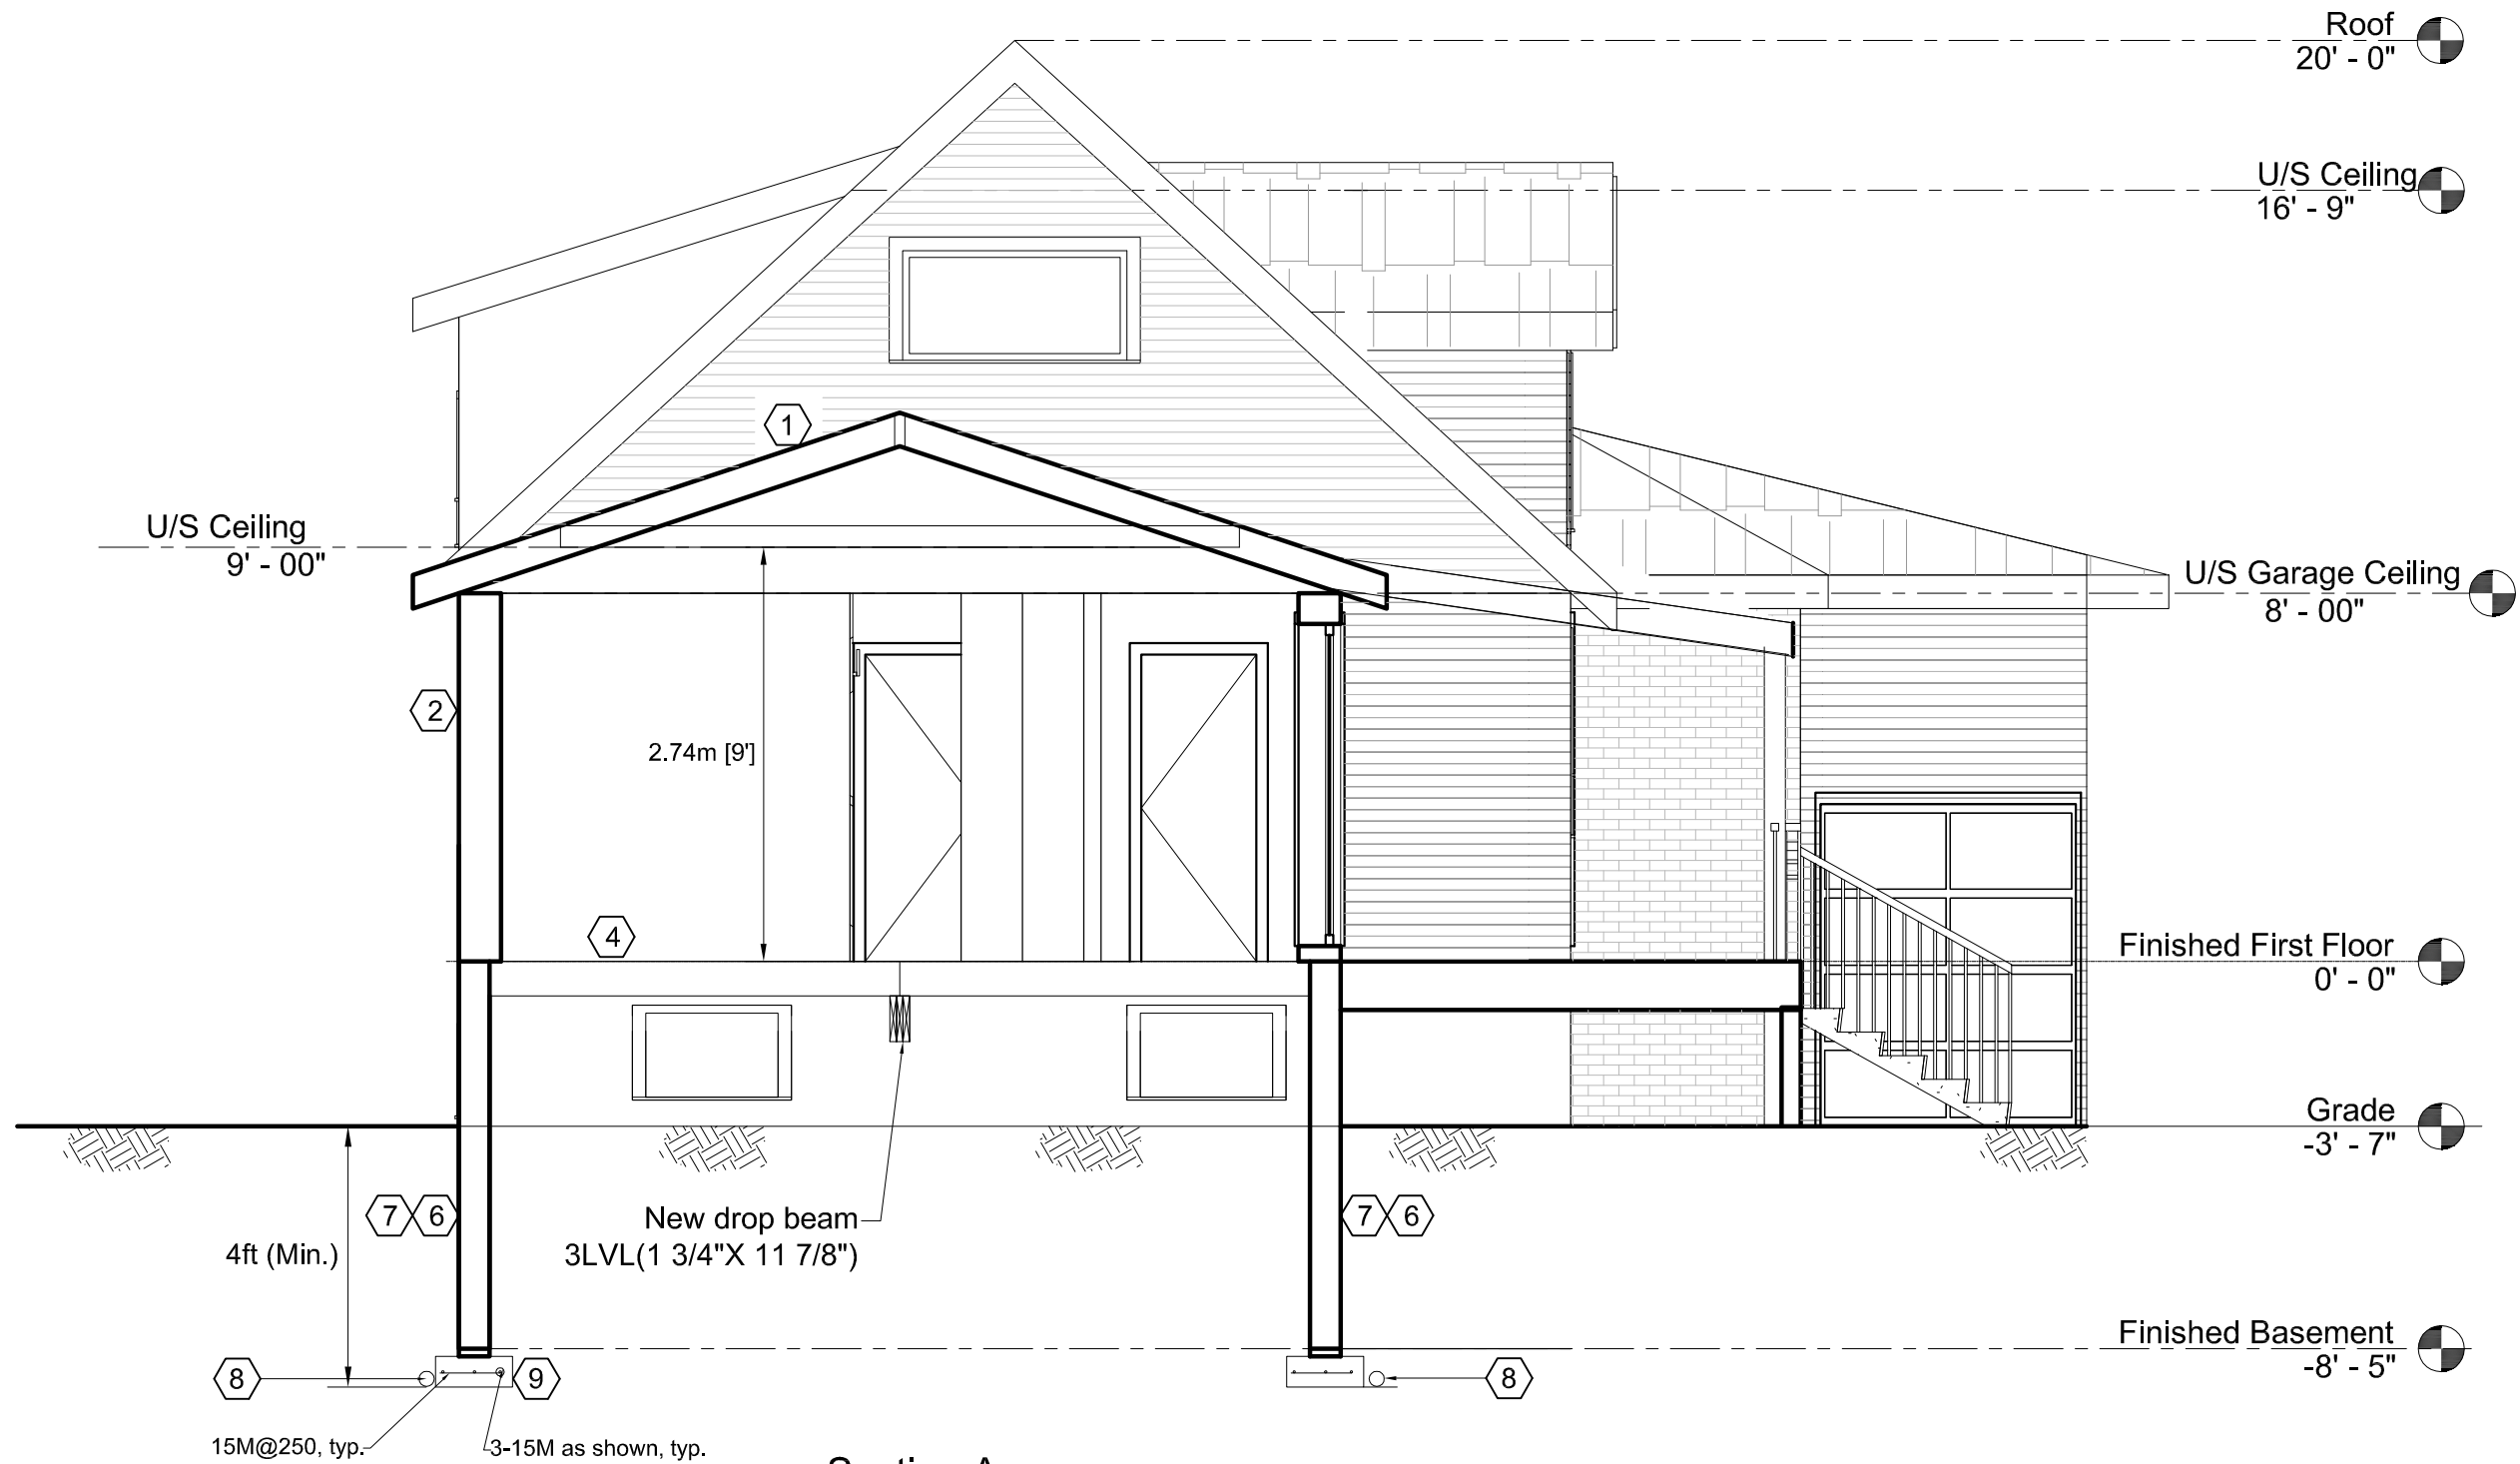 Roof
20' - 0"
U/S Ceiling
16' - 9"
1
U/S Ceiling
9' - 00"
U/S Garage Ceiling
8' - 00"
2
2.74m [9']
4
Finished First Floor
0' - 0"
Grade
-3' - 7"
7 6
New drop beam
3LVL(1 3/4"X 11 7/8")
7 6
4ft (Min.)
Finished Basement
-8' - 5"
8
9
8
15M@250, typ.
3-15M as shown, typ.
Section A